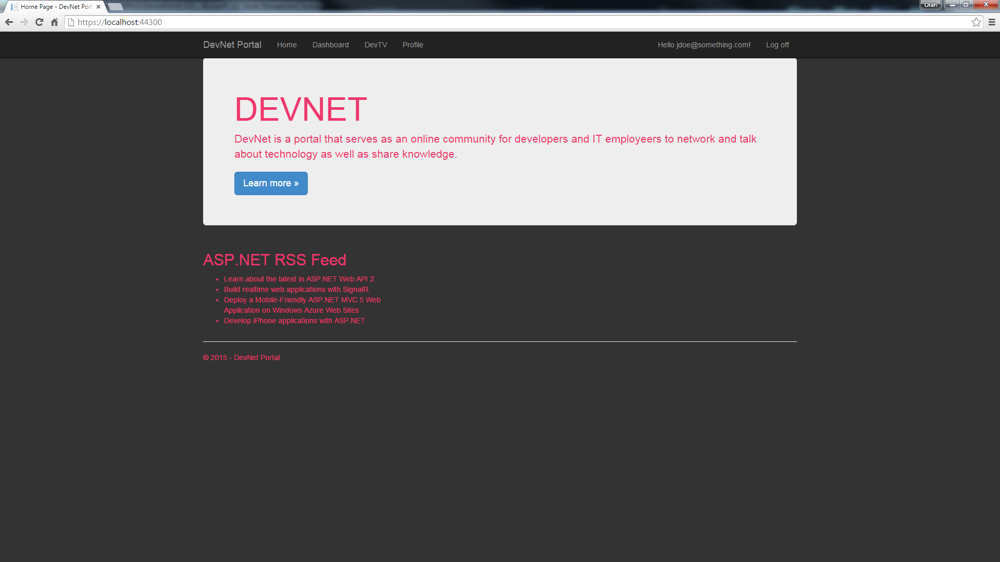 Home Page - DevNet Port
Orah
https://localhost:44300
DevNet Portal Home Dashboard DevTV Profile Hello jdoe@something.com! Log off
DEVNET
DevNet is a portal that serves as an online community for developers and IT employeers to network and talk
about technology as well as share knowledge.
Learn more »
ASP.NET RSS Feed
• Learn about the latest in ASP.NET Web API 2
• Build realtime web applications with SignalR.
• Deploy a Mobile-Friendly ASP.NET MVC 5 Web
Application on Windows Azure Web Sites
• Develop iPhone applications with ASP.NET
© 2015 - DevNet Portal